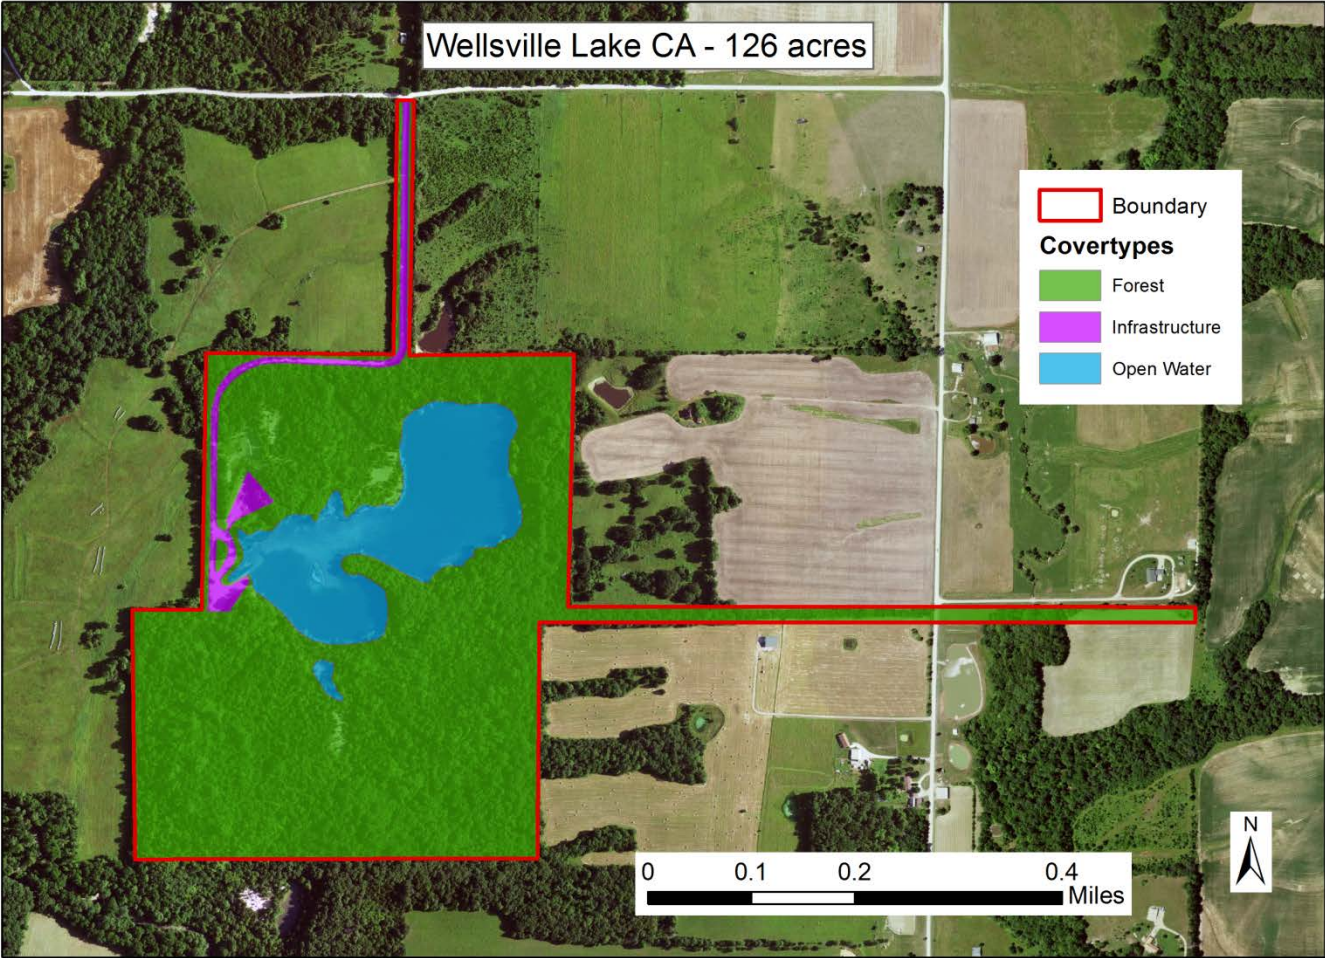 Wellsville Lake CA - 126 acres
Boundary
Covertypes
Forest
Infrastructure
Open Water
N
0 0.1 0.2 0.4
Miles